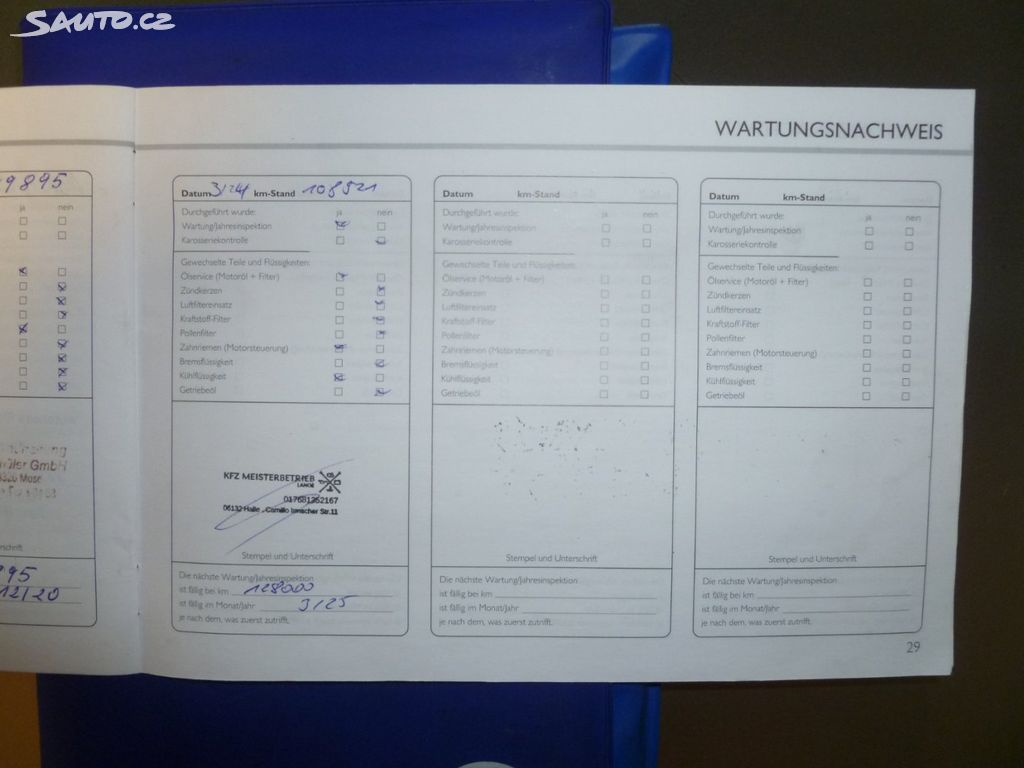 SAUTO.CZ
WARTUNGSNACHWEIS
9895
ja nein
GmbH
95
12/20
Datum 3/24 km-Stand 108521
Durchgeführt wurde: ja nein
Wartung/Jahresinspektion
Karosseriekontrolle
Gewechselte Teile und Flüssigkeiten:
Ölservice (Motoröl + Filter)
Zündkerzen
Luftfiltereinsatz
Kraftstoff-Filter
Pollenfilter
Zahnriemen (Motorsteuerung)
Bremsflüssigkeit
Kühlflüssigkeit
Getriebeöl
KFZ MEISTERBETRIEB
LANGE
06132 Halle
Str.11
Stempel und Unterschrift
Die nächste Wartung/Jahresinspektion
ist fällig bei km 128000
ist fällig im Monat/Jahr 3/25
je nach dem, was zuerst zutrifft.
Datum km-Stand
Durchgeführt wurde: ja nein
Wartung/Jahresinspektion
Karosseriekontrolle
Gewechselte Teile und Flüssigkeiten:
Ölservice (Motoröl + Filter)
Zündkerzen
Luftfiltereinsatz
Kraftstoff-Filter
Pollenfilter
Zahnriemen (Motorsteuerung)
Bremsflüssigkeit
Kühlflüssigkeit
Getriebeöl
Stempel und Unterschrift
Die nächste Wartung/Jahresinspektion
ist fällig bei km
ist fällig im Monat/Jahr
je nach dem, was zuerst zutrifft.
Datum km-Stand
Durchgeführt wurde: ja nein
Wartung/Jahresinspektion
Karosseriekontrolle
Gewechselte Teile und Flüssigkeiten:
Ölservice (Motoröl + Filter)
Zündkerzen
Luftfiltereinsatz
Kraftstoff-Filter
Pollenfilter
Zahnriemen (Motorsteuerung)
Bremsflüssigkeit
Kühlflüssigkeit
Getriebeöl
Stempel und Unterschrift
Die nächste Wartung/Jahresinspektion
ist fällig bei km
ist fällig im Monat/Jahr
je nach dem, was zuerst zutrifft.
29